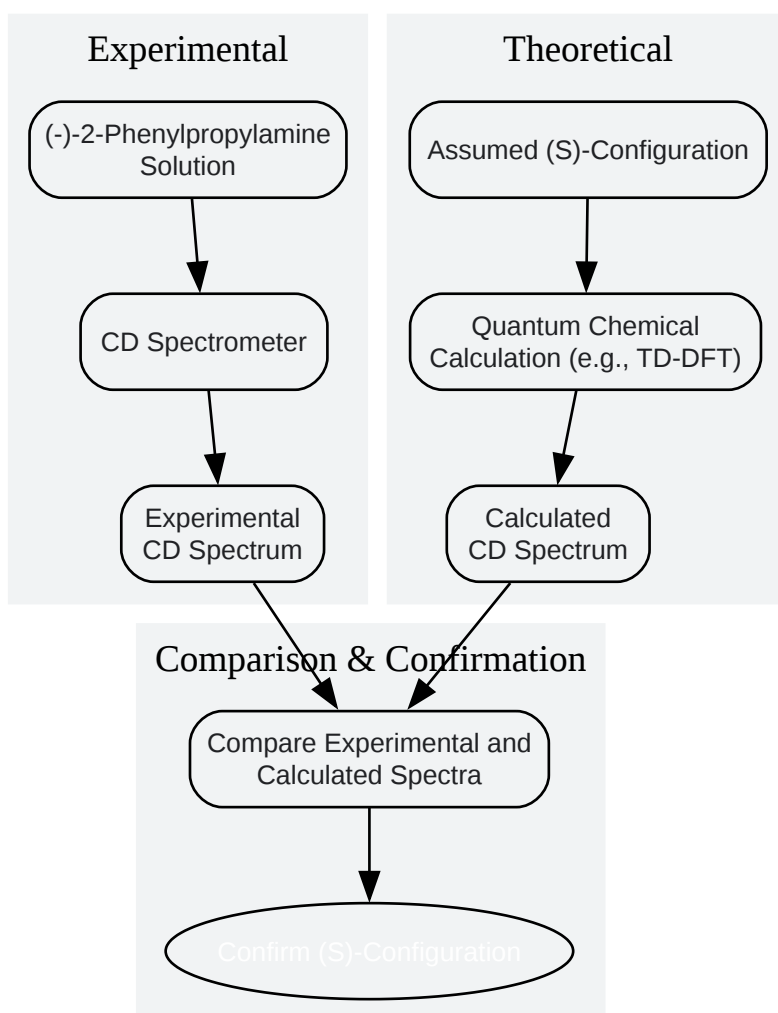 Experimental
(-)-2-Phenylpropylamine
Solution
CD Spectrometer
Experimental
CD Spectrum
Theoretical
Assumed (S)-Configuration
Quantum Chemical
Calculation (e.g., TD-DFT)
Calculated
CD Spectrum
Comparison & Confirmation
Compare Experimental and
Calculated Spectra
Confirm (S)-Configuration